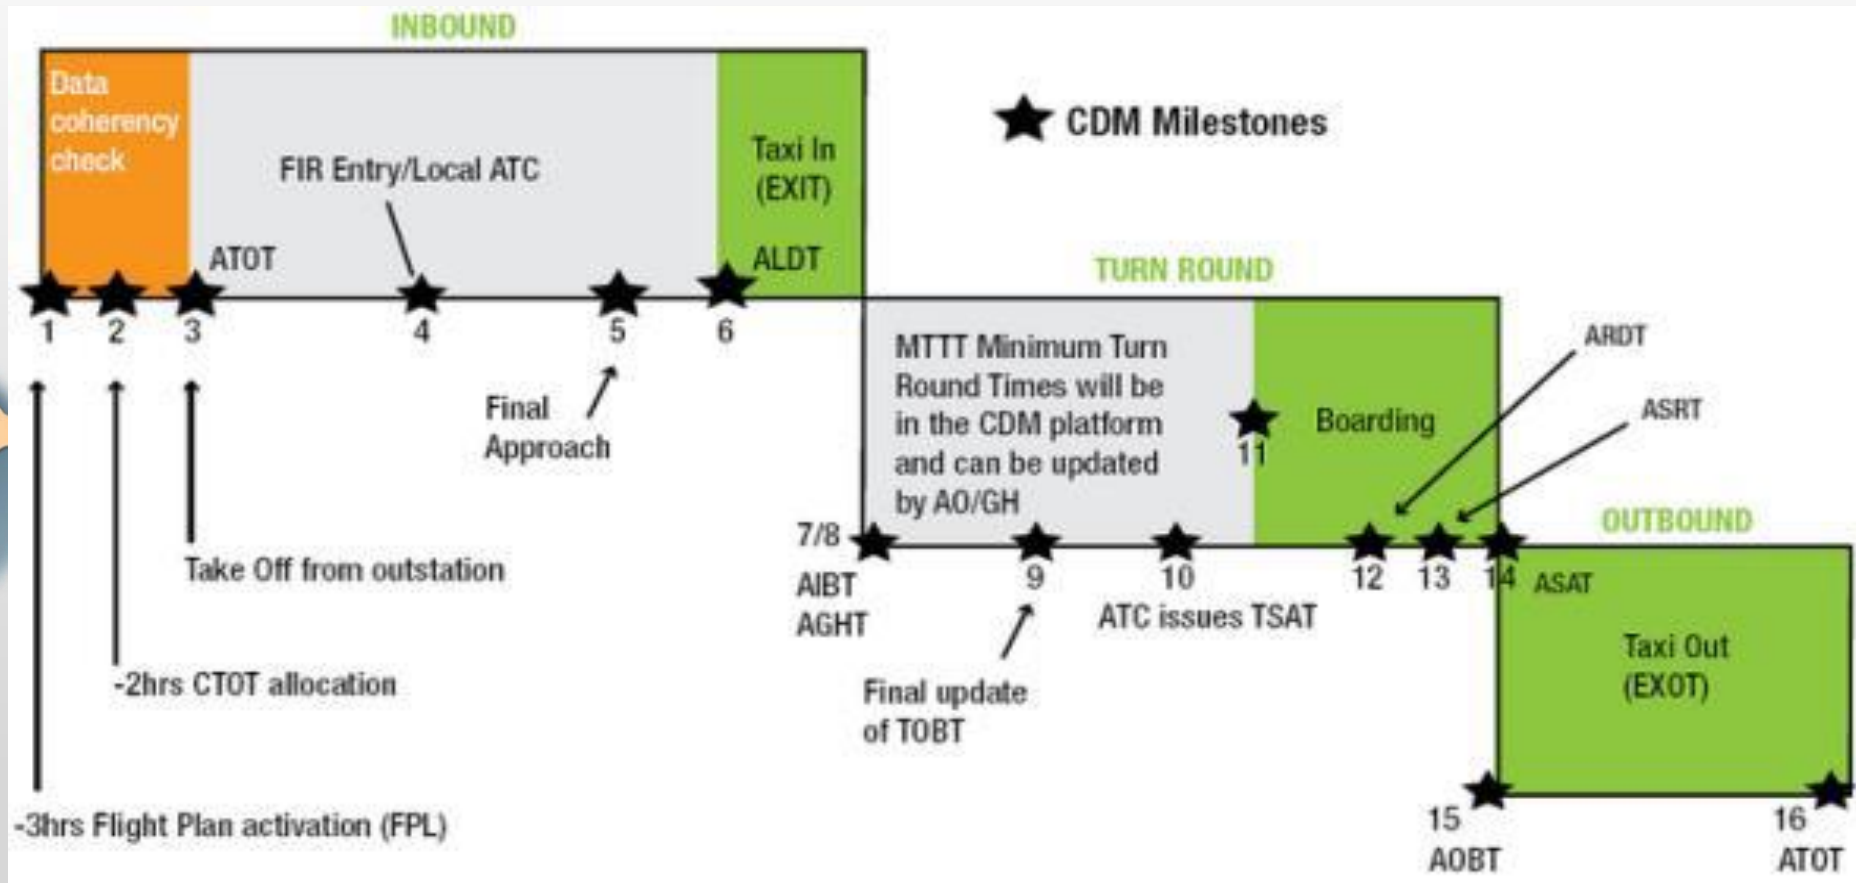 INBOUND
Data
coherency
check
FIR Entry/Local ATC
Taxi In
(EXIT)
ATOT
ALDT
1
2
3
4
5
6
CDM Milestones
Final
Approach
Take Off from outstation
-2hrs CTOT allocation
-3hrs Flight Plan activation (FPL)
TURN ROUND
MTTT Minimum Turn
Round Times will be
in the CDM platform
and can be updated
by AO/GH
11
Boarding
ARDT
ASRT
7/8
AIBT
AGHT
9
10
12
13
14
ASAT
Final update
of TOBT
ATC issues TSAT
OUTBOUND
Taxi Out
(EXOT)
15
AOBT
16
ATOT